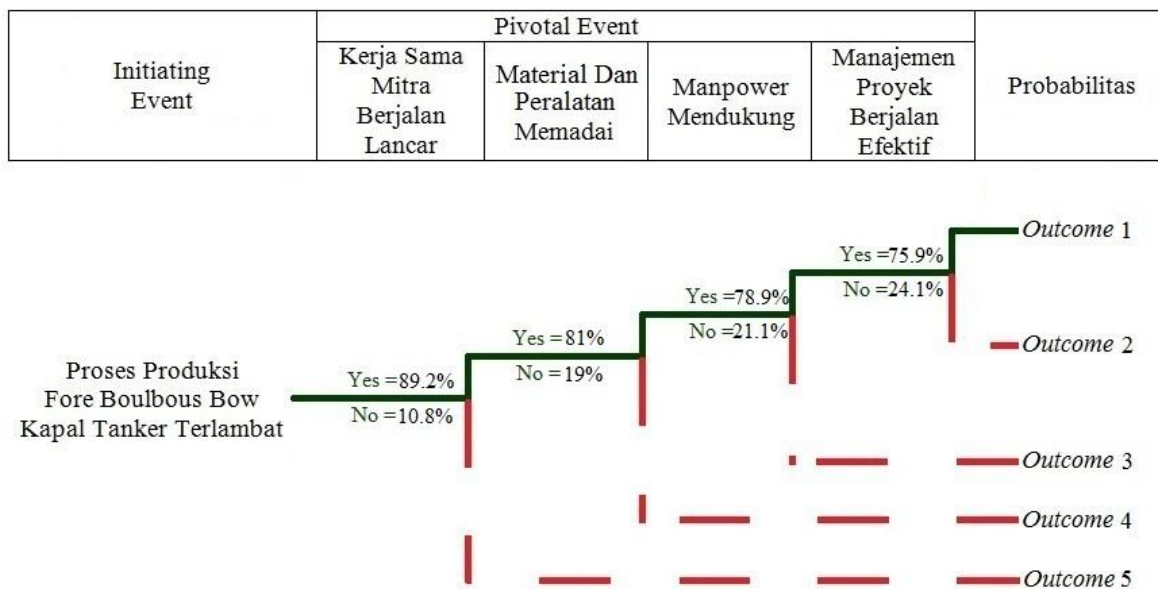 Initiating
Event
Pivotal Event
Kerja Sama
Mitra
Berjalan
Lancar
Material Dan
Peralatan
Memadai
Manpower
Mendukung
Manajemen
Proyek
Berjalan
Efektif
Probabilitas
Outcome 1
Yes =75.9%
No =24.1%
Yes =78.9%
No =21.1%
Outcome 2
Yes =81%
No =19%
Proses Produksi
Fore Boulbous Bow
Kapal Tanker Terlambat
Yes =89.2%
No =10.8%
Outcome 3
Outcome 4
Outcome 5